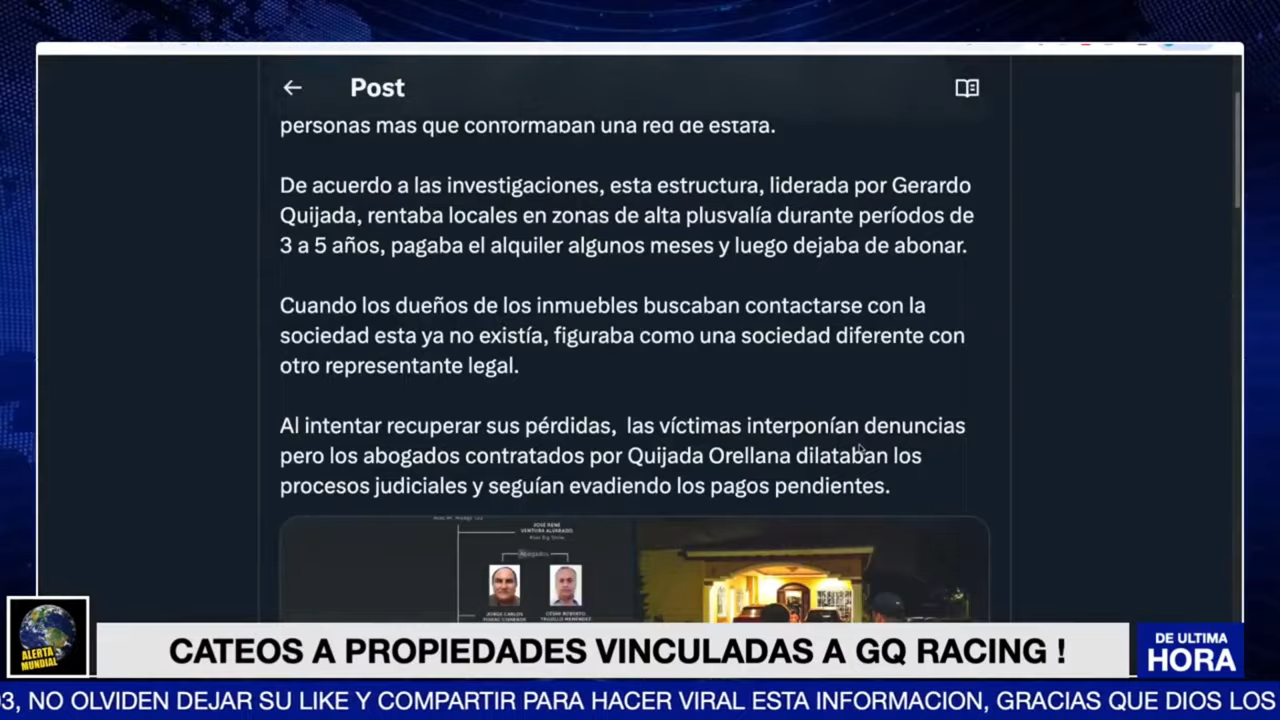 Post
personas mas que conformaban una red de estafa.
De acuerdo a las investigaciones, esta estructura, liderada por Gerardo
Quijada, rentaba locales en zonas de alta plusvalía durante períodos de
3 a 5 años, pagaba el alquiler algunos meses y luego dejaba de abonar.
Cuando los dueños de los inmuebles buscaban contactarse con la
sociedad esta ya no existía, figuraba como una sociedad diferente con
otro representante legal.
Al intentar recuperar sus pérdidas, las víctimas interponían denuncias
pero los abogados contratados por Quijada Orellana dilataban los
procesos judiciales y seguían evadiendo los pagos pendientes.
JOSÉ RENÉ
VENTURA ALVARADO
Abogados
JORGE CARLOS
CÉSAR ROBERTO
TRUJILLO MENÉNDEZ
ALERTA
MUNDIAL
CATEOS A PROPIEDADES VINCULADAS A GQ RACING !
DE ULTIMA
HORA
3, NO OLVIDEN DEJAR SU LIKE Y COMPARTIR PARA HACER VIRAL ESTA INFORMACION, GRACIAS QUE DIOS LOS